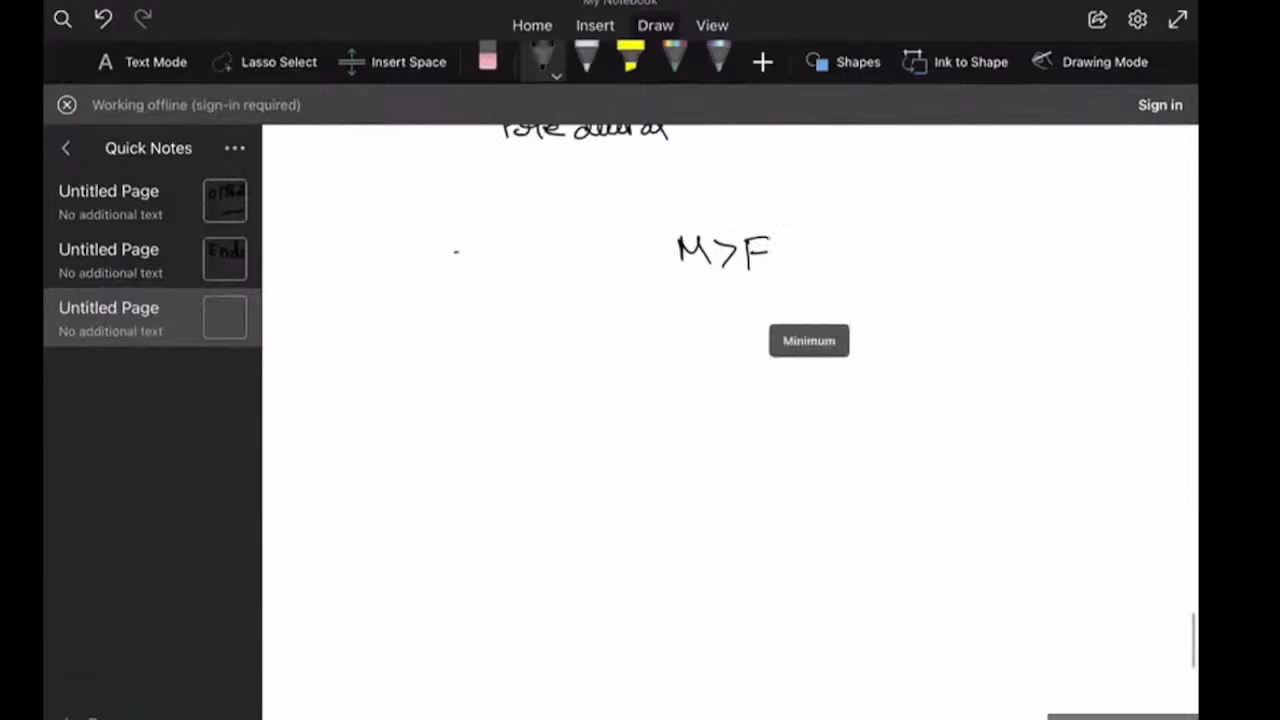 My Notebook
Home Insert Draw View
Text Mode Lasso Select Insert Space Shapes Ink to Shape Drawing Mode
Working offline (sign-in required) Sign in
Quick Notes
Untitled Page
No additional text
Untitled Page
No additional text
Untitled Page
No additional text
M>F
Minimum